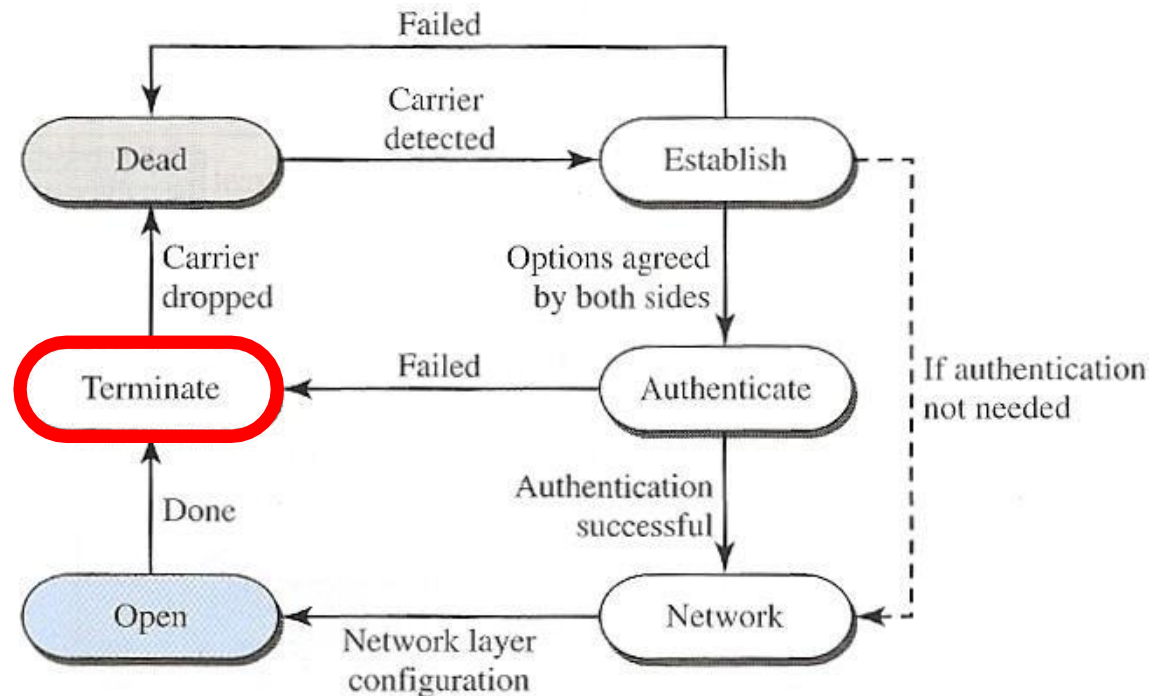 Failed
Carrier
detected
Dead
Establish
Carrier
dropped
Options agreed
by both sides
Terminate
Failed
Authenticate
If authentication
not needed
Done
Authentication
successful
Open
Network layer
configuration
Network